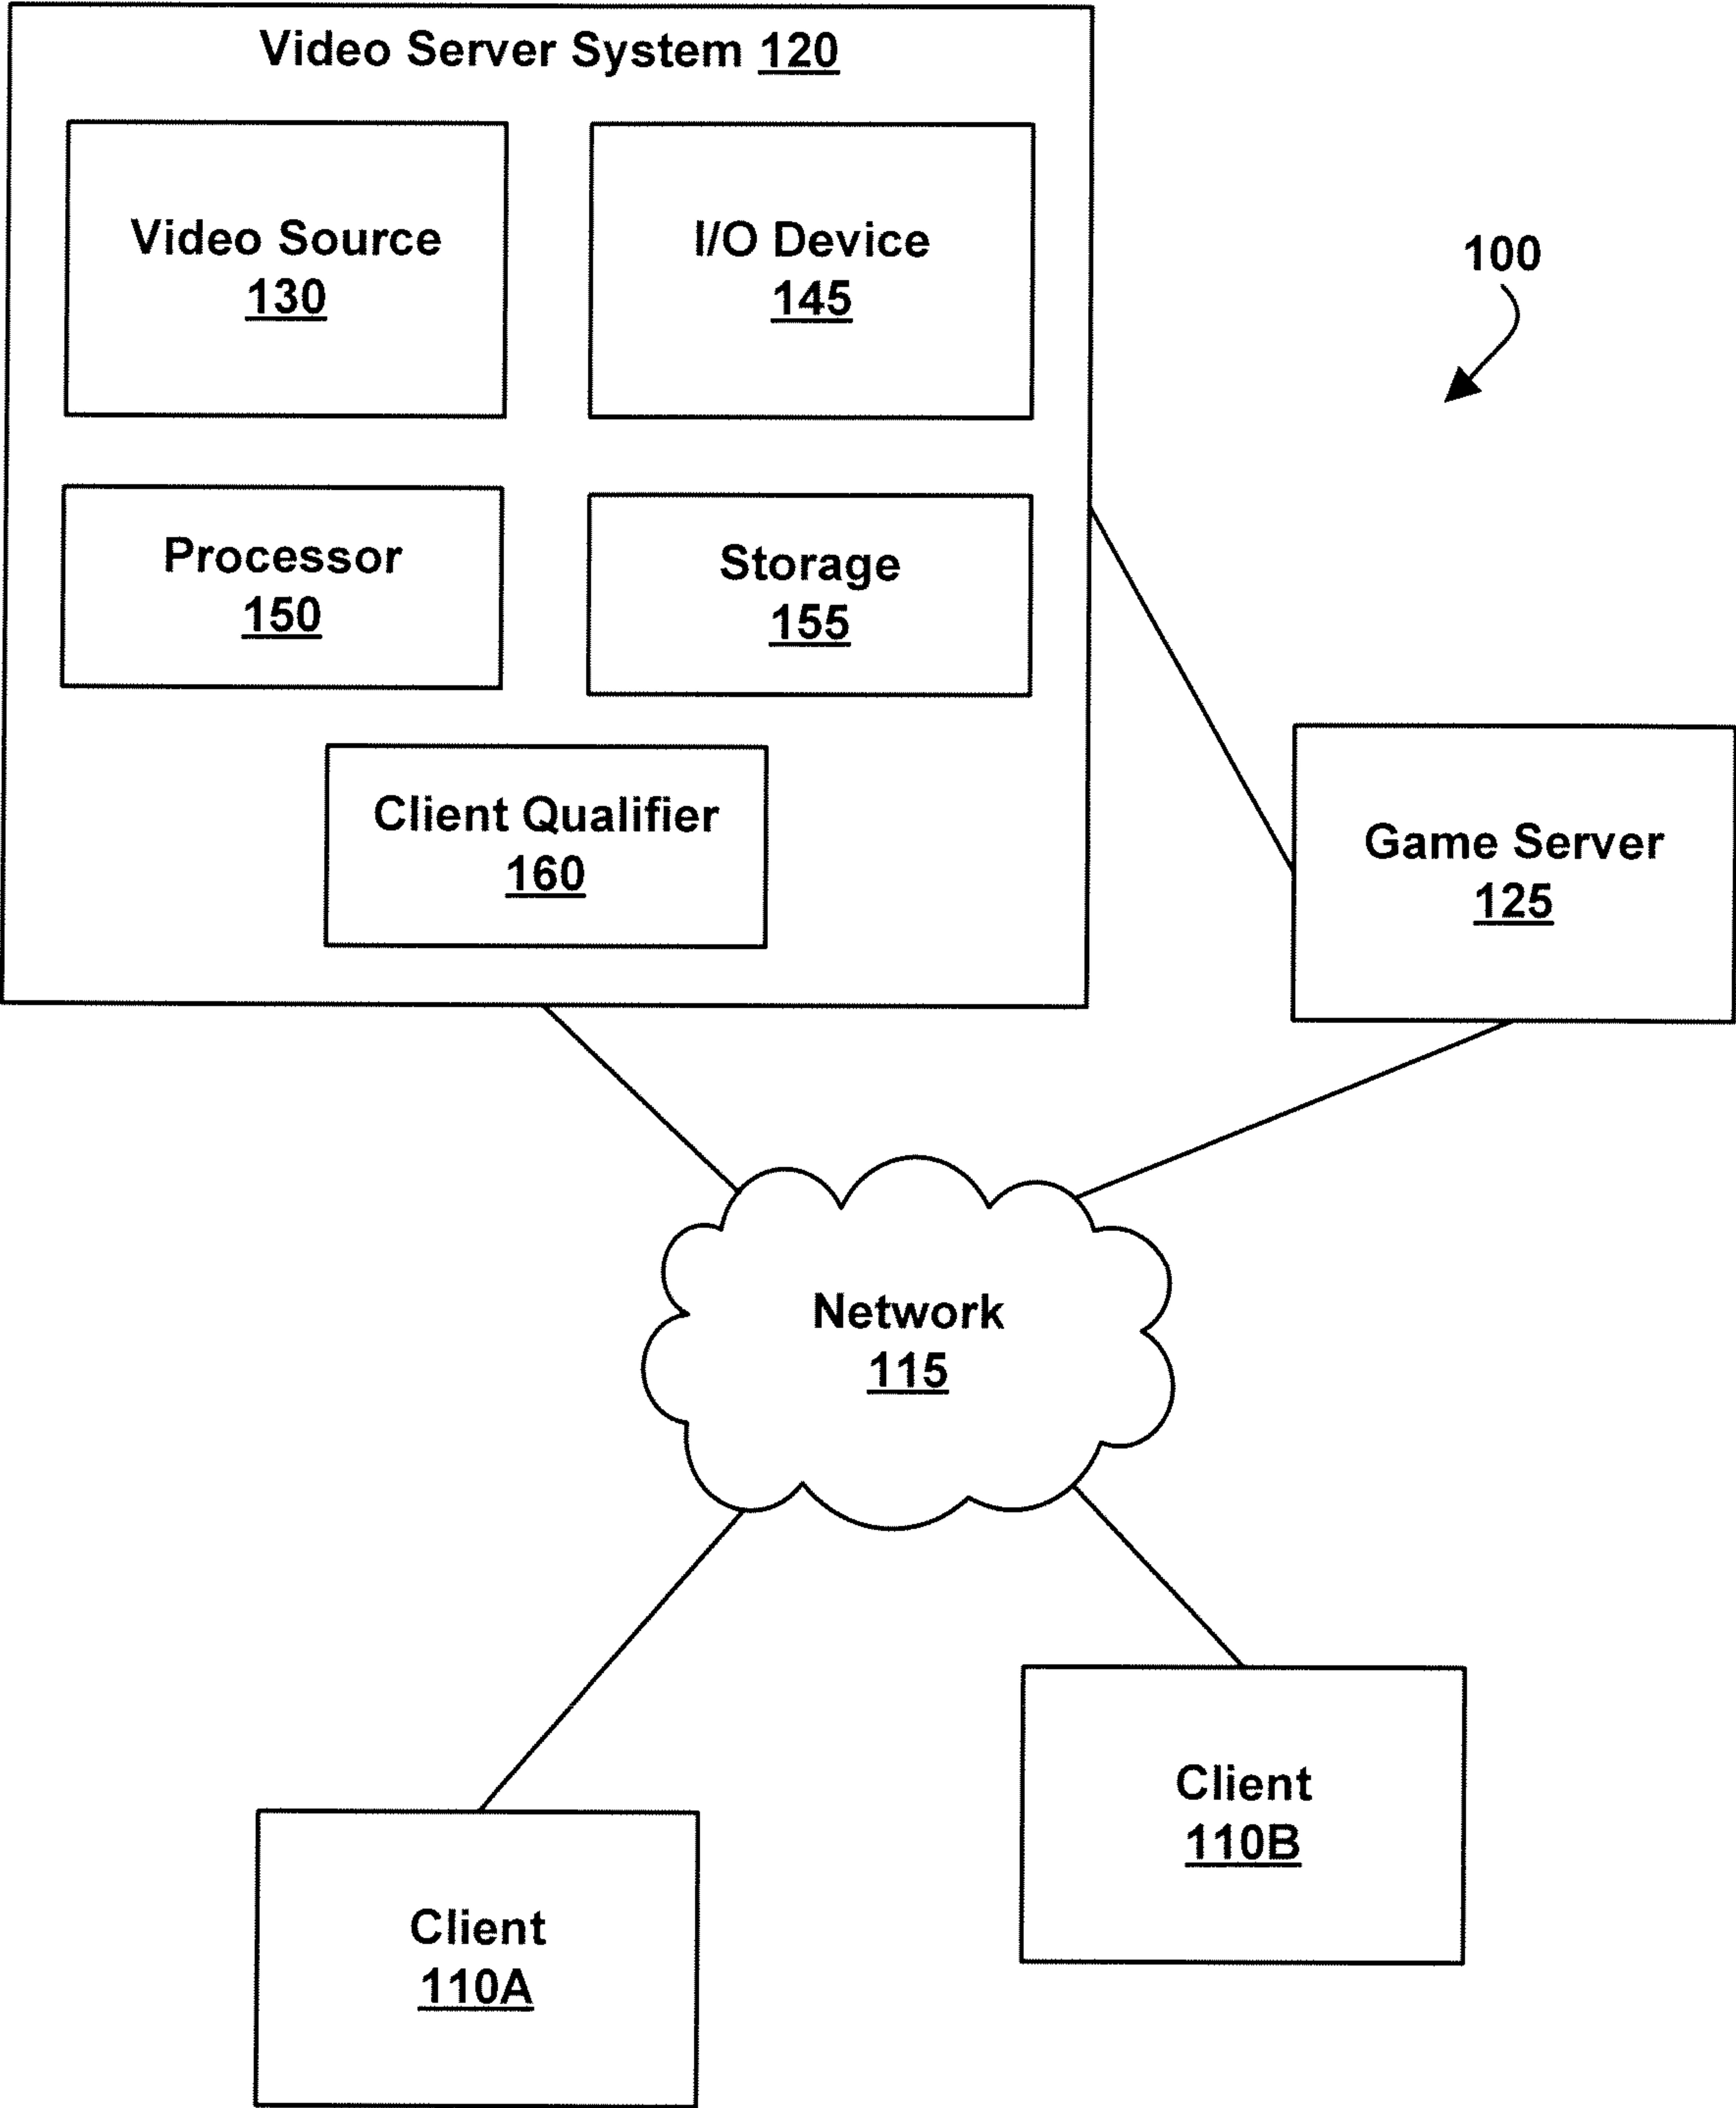 Video Server System 120
Video Source
130
I/O Device
145
100
Processor
150
Storage
155
Client Qualifier
160
Game Server
125
Network
115
Client
110B
Client
110A